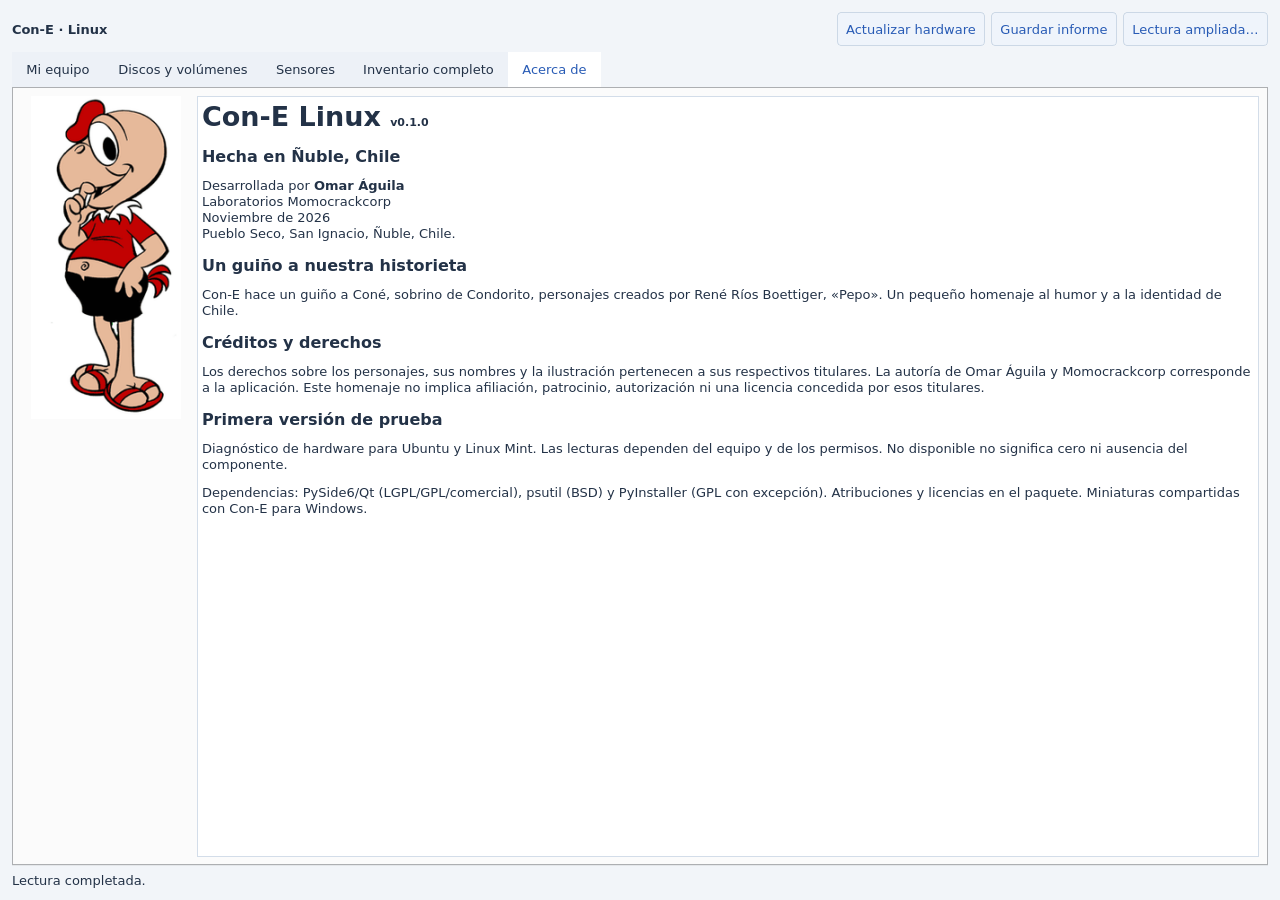 Con-E · Linux
Actualizar hardware
Guardar informe
Lectura ampliada...
Mi equipo
Discos y volúmenes
Sensores
Inventario completo
Acerca de
Con-E Linux v0.1.0
Hecha en Ñuble, Chile
Desarrollada por Omar Águila
Laboratorios Momocrackcorp
Noviembre de 2026
Pueblo Seco, San Ignacio, Ñuble, Chile.
Un guiño a nuestra historieta
Con-E hace un guiño a Coné, sobrino de Condorito, personajes creados por René Ríos Boettiger, «Pepo». Un pequeño homenaje al humor y a la identidad de
Chile.
Créditos y derechos
Los derechos sobre los personajes, sus nombres y la ilustración pertenecen a sus respectivos titulares. La autoría de Omar Águila y Momocrackcorp corresponde
a la aplicación. Este homenaje no implica afiliación, patrocinio, autorización ni una licencia concedida por esos titulares.
Primera versión de prueba
Diagnóstico de hardware para Ubuntu y Linux Mint. Las lecturas dependen del equipo y de los permisos. No disponible no significa cero ni ausencia del
componente.
Dependencias: PySide6/Qt (LGPL/GPL/comercial), psutil (BSD) y PyInstaller (GPL con excepción). Atribuciones y licencias en el paquete. Miniaturas compartidas
con Con-E para Windows.
Lectura completada.